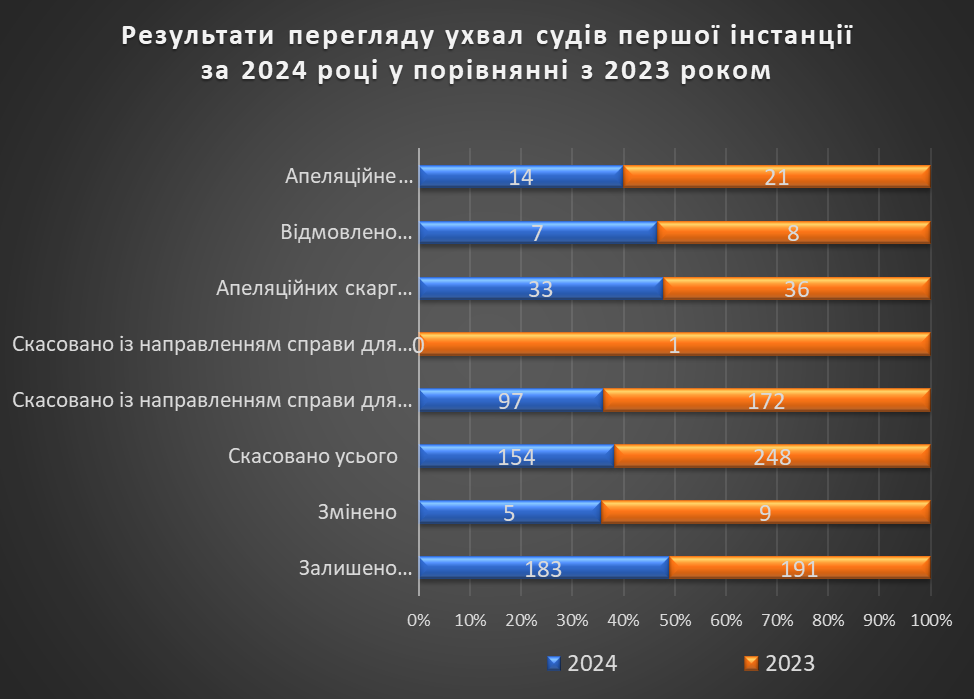 Результати перегляду ухвал судів першої інстанції
за 2024 році у порівнянні з 2023 роком
Апеляційне... 14 21
Відмовлено... 7 8
Апеляційних скарг... 33 36
Скасовано із направленням справи для... 0 1
Скасовано із направленням справи для... 97 172
Скасовано усього 154 248
Змінено 5 9
Залишено... 183 191
0% 10% 20% 30% 40% 50% 60% 70% 80% 90% 100%
2024 2023